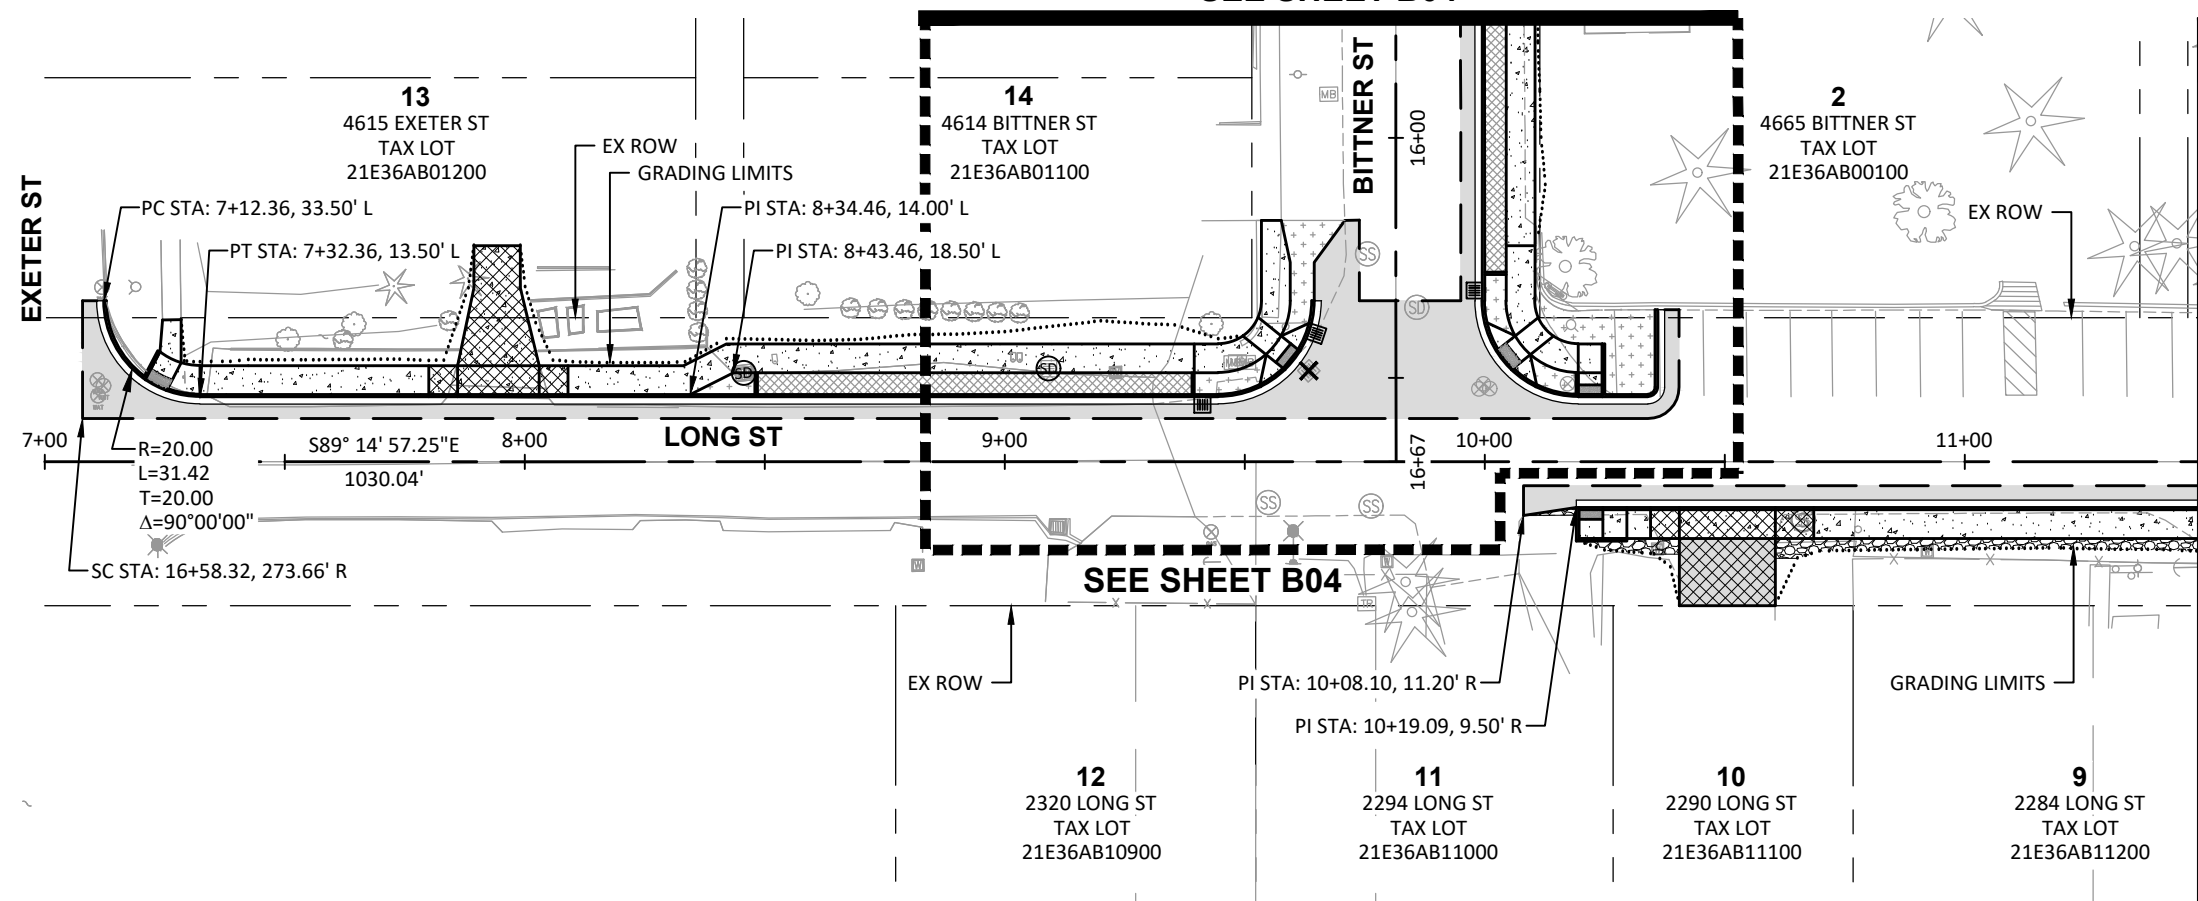 13
4615 EXETER ST
TAX LOT
21E36AB01200
14
4614 BITTNER ST
TAX LOT
21E36AB01100
MB
BITTNER ST
16+00
2
4665 BITTNER ST
TAX LOT
21E36AB00100
EX ROW
GRADING LIMITS
EXETER ST
PC STA: 7+12.36, 33.50' L
PT STA: 7+32.36, 13.50' L
PI STA: 8+34.46, 14.00' L
PI STA: 8+43.46, 18.50' L
EX ROW
SS
SD
SD
SD
7+00
8+00
LONG ST
9+00
10+00
11+00
S89° 14' 57.25"E
1030.04'
16+67
R=20.00
L=31.42
T=20.00
Δ=90°00'00"
SS
SS
SC STA: 16+58.32, 273.66' R
SEE SHEET B04
TR
EX ROW
PI STA: 10+08.10, 11.20' R
PI STA: 10+19.09, 9.50' R
GRADING LIMITS
12
2320 LONG ST
TAX LOT
21E36AB10900
11
2294 LONG ST
TAX LOT
21E36AB11000
10
2290 LONG ST
TAX LOT
21E36AB11100
9
2284 LONG ST
TAX LOT
21E36AB11200